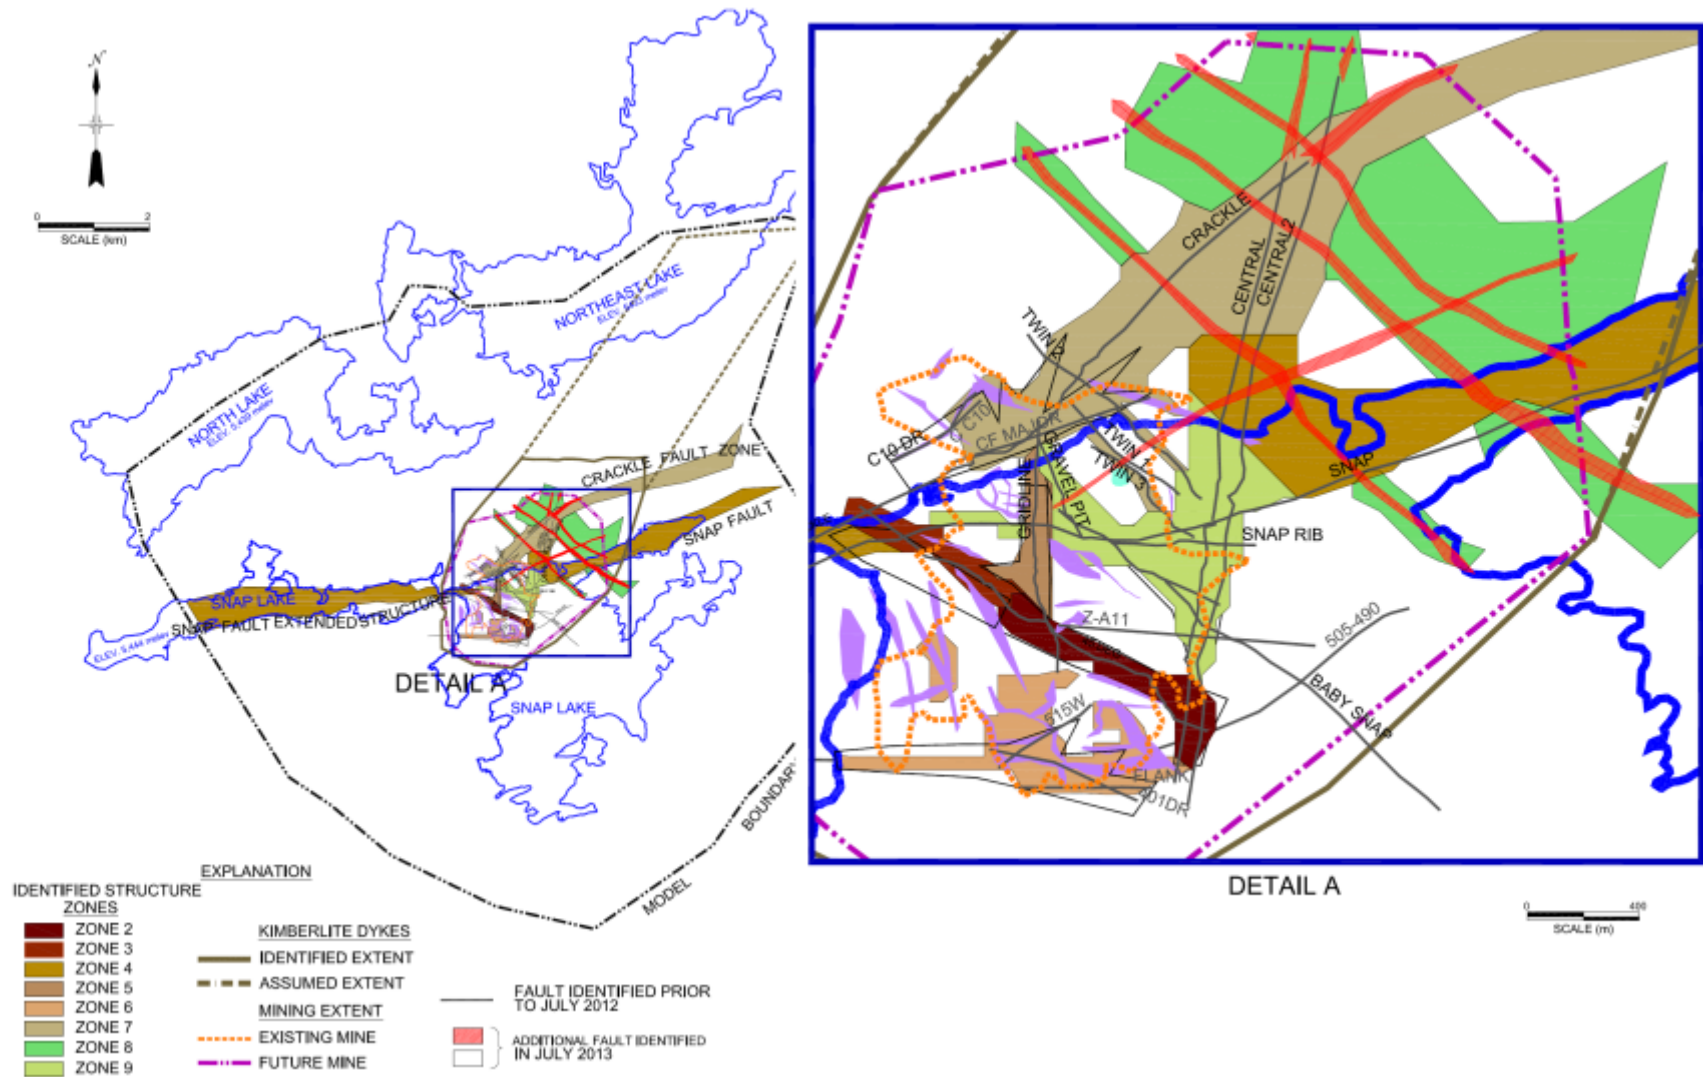 N
0 2
SCALE (km)
NORTHEAST LAKE
NORTH LAKE
CRACKLE FAULT ZONE
SNAP FAULT
SNAP LAKE
SNAP FAULT EXTENDED STRUCTURE
DETAIL A
SNAP LAKE
BOUNDARY
MODEL
CRACKLE
CENTRAL
CENTRAL2
TWIN
C10 DR
C10
CF MAJOR
TWIN 1
TWIN 3
GRAVEL PIT
GRIDLINE
SNAP
SNAP RIB
Z-A11
505-490
BABY SNAP
515W
FLANK
601DR
DETAIL A
0 400
SCALE (m)
EXPLANATION
IDENTIFIED STRUCTURE
ZONES
ZONE 2
ZONE 3
ZONE 4
ZONE 5
ZONE 6
ZONE 7
ZONE 8
ZONE 9
KIMBERLITE DYKES
IDENTIFIED EXTENT
ASSUMED EXTENT
MINING EXTENT
EXISTING MINE
FUTURE MINE
FAULT IDENTIFIED PRIOR
TO JULY 2012
ADDITIONAL FAULT IDENTIFIED
IN JULY 2013